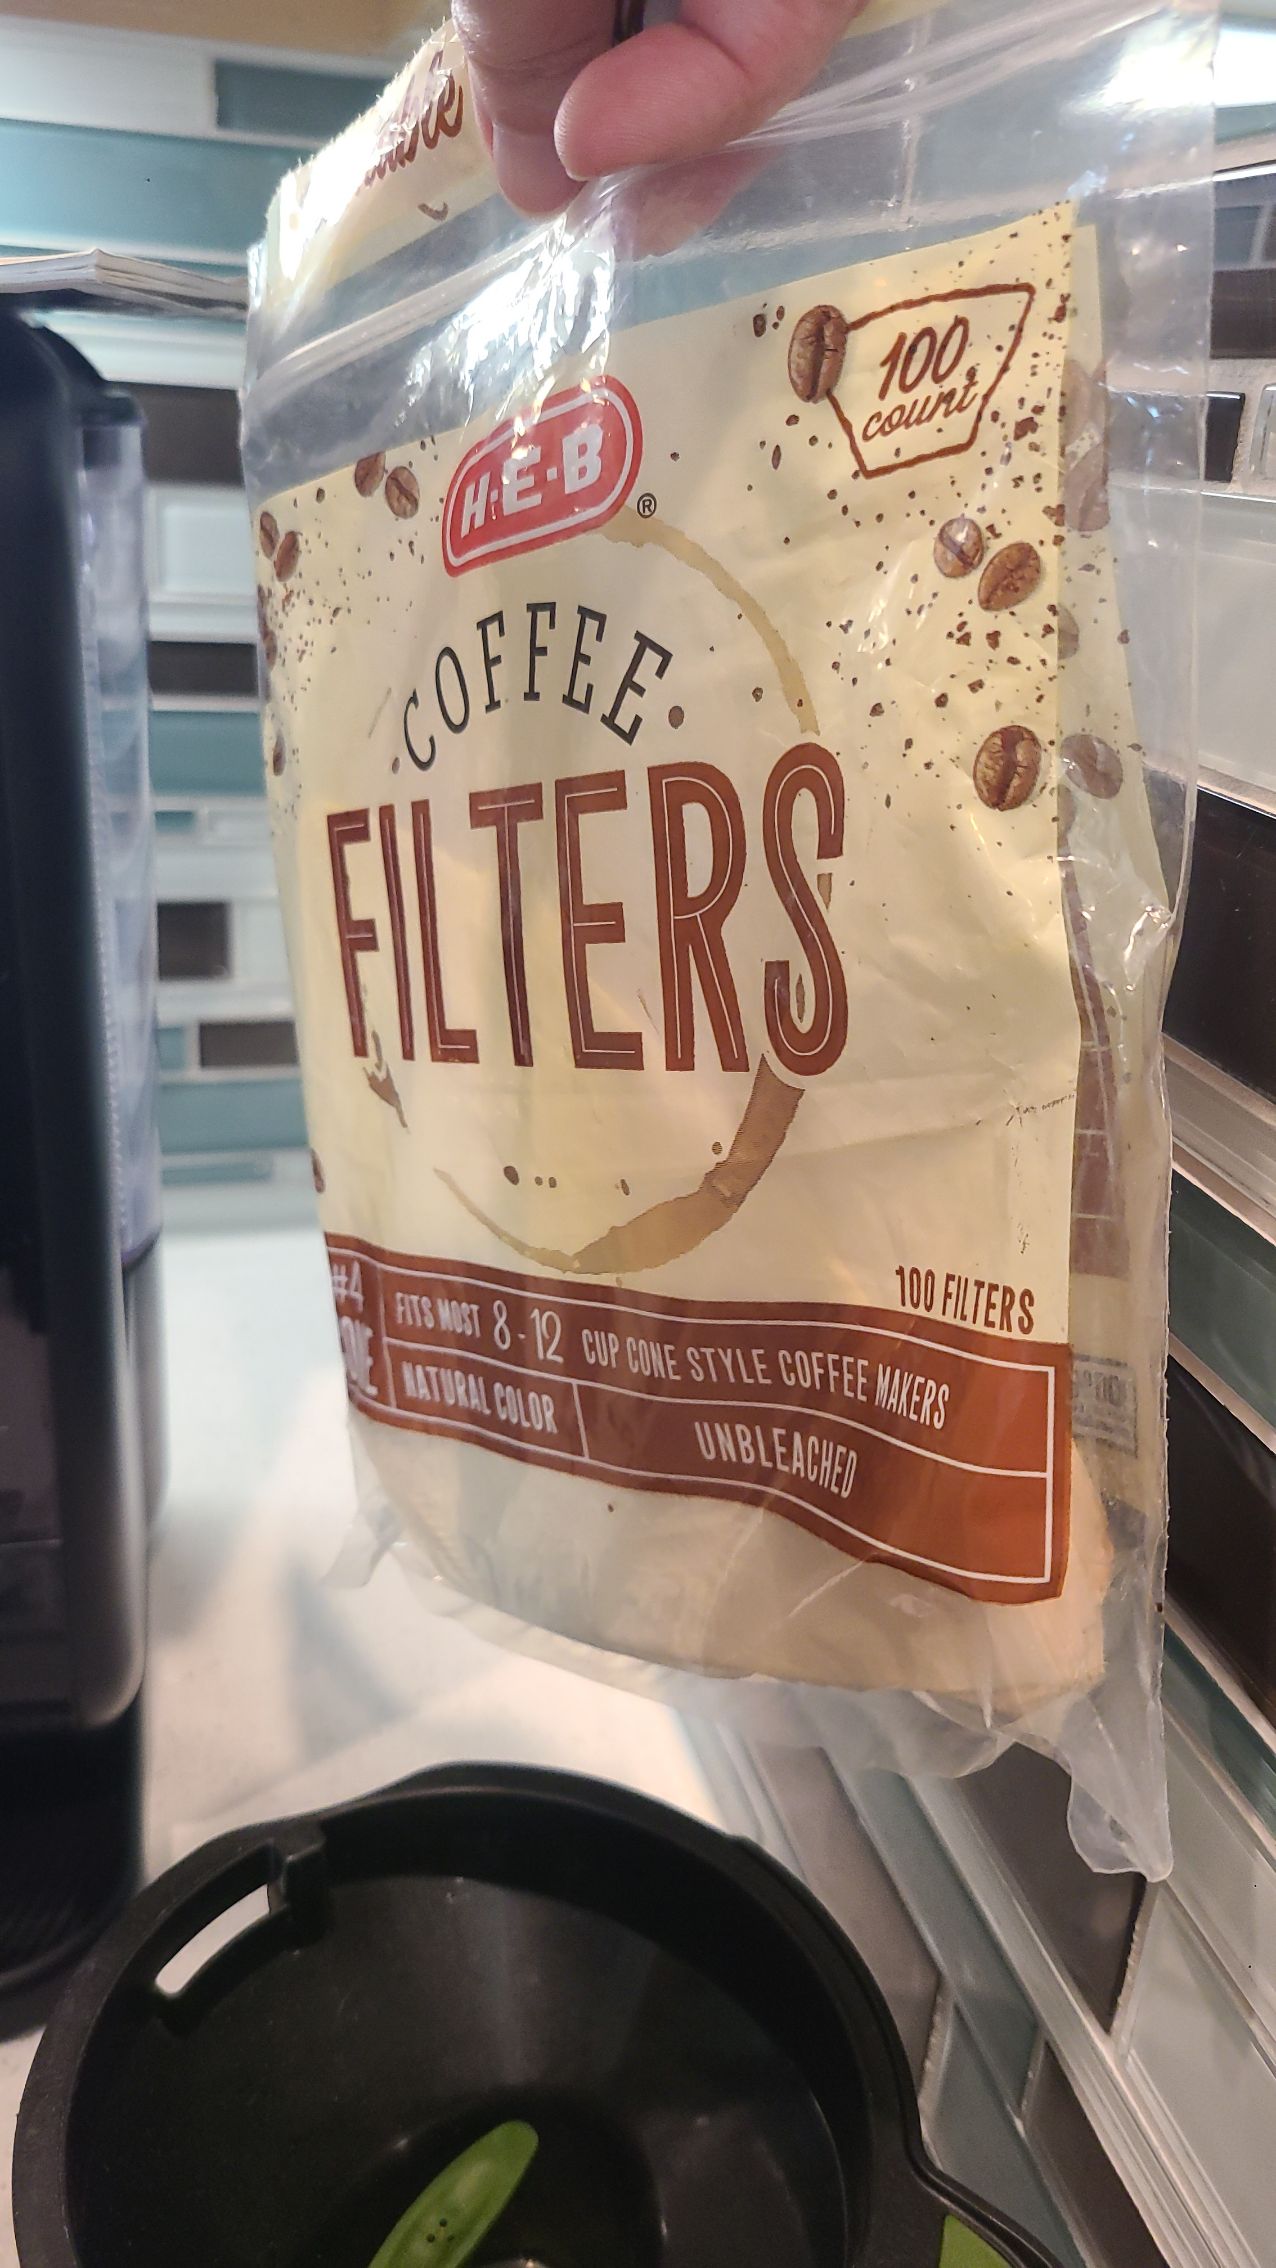 100
count
H·E·B®
·COFFEE·
FILTERS
100 FILTERS
#4
FITS MOST 8-12 CUP CONE STYLE COFFEE MAKERS
NATURAL COLOR
UNBLEACHED